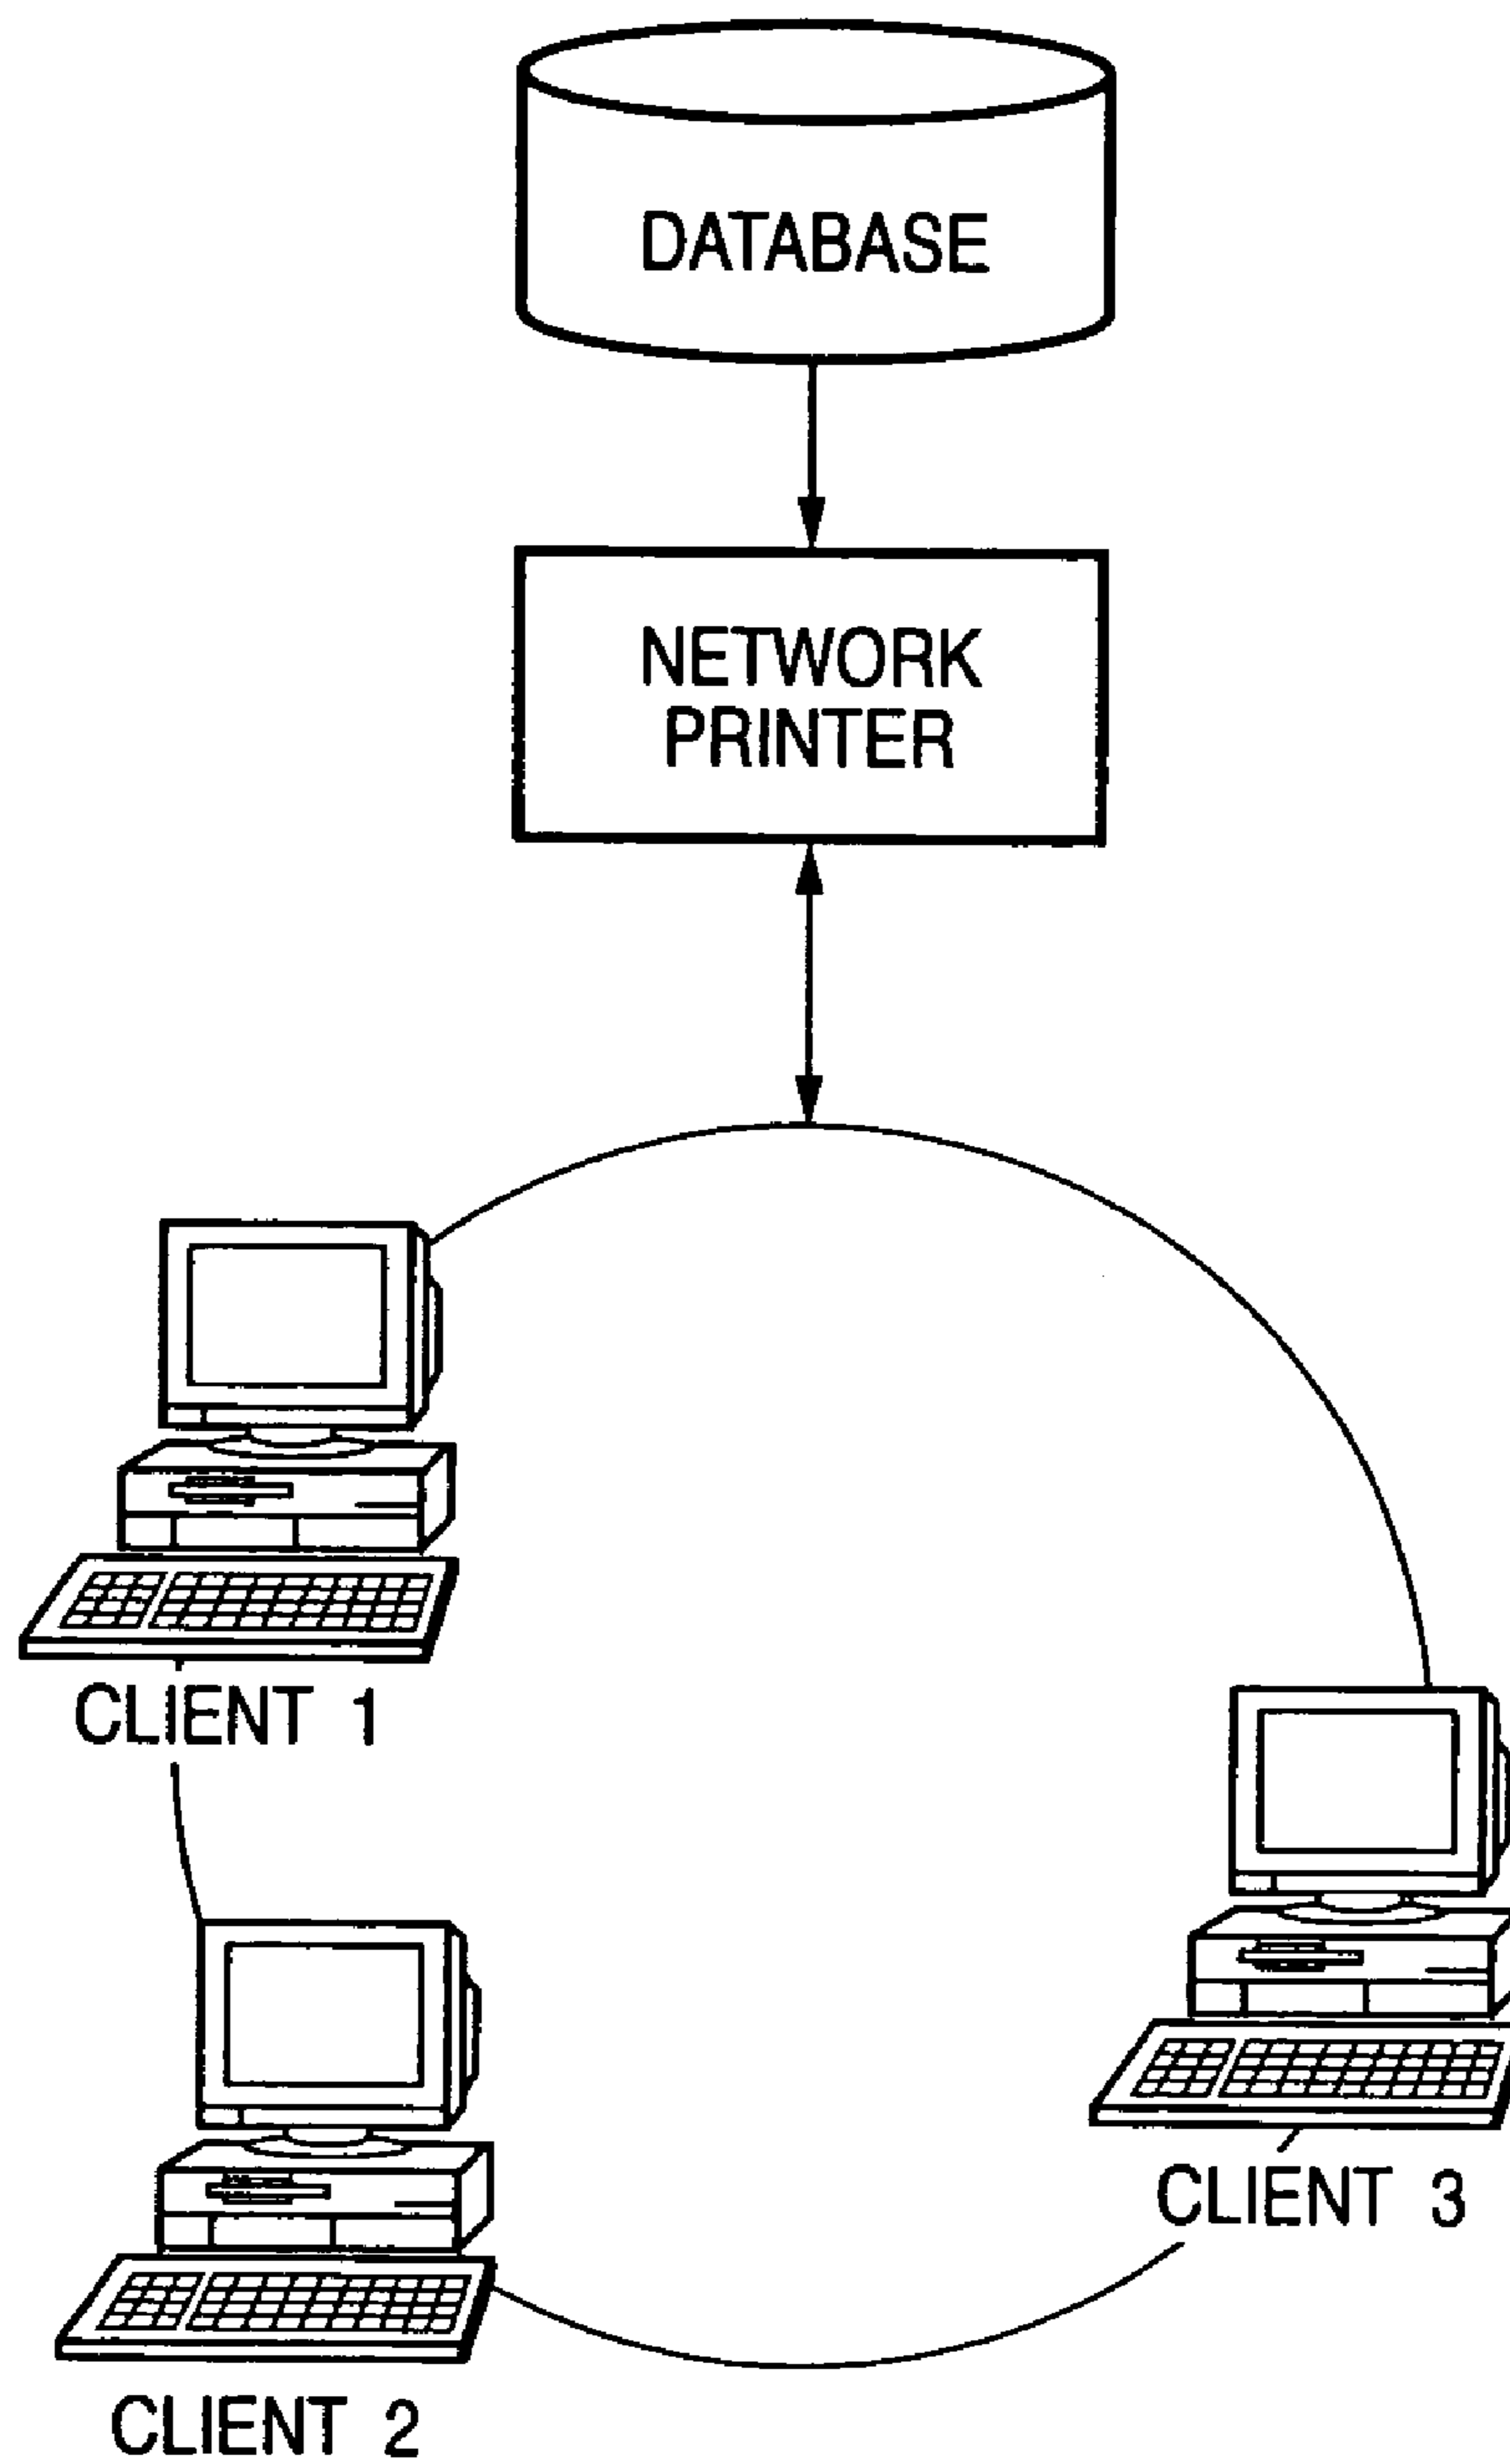 DATABASE
NETWORK
PRINTER
CLIENT 1
CLIENT 3
CLIENT 2